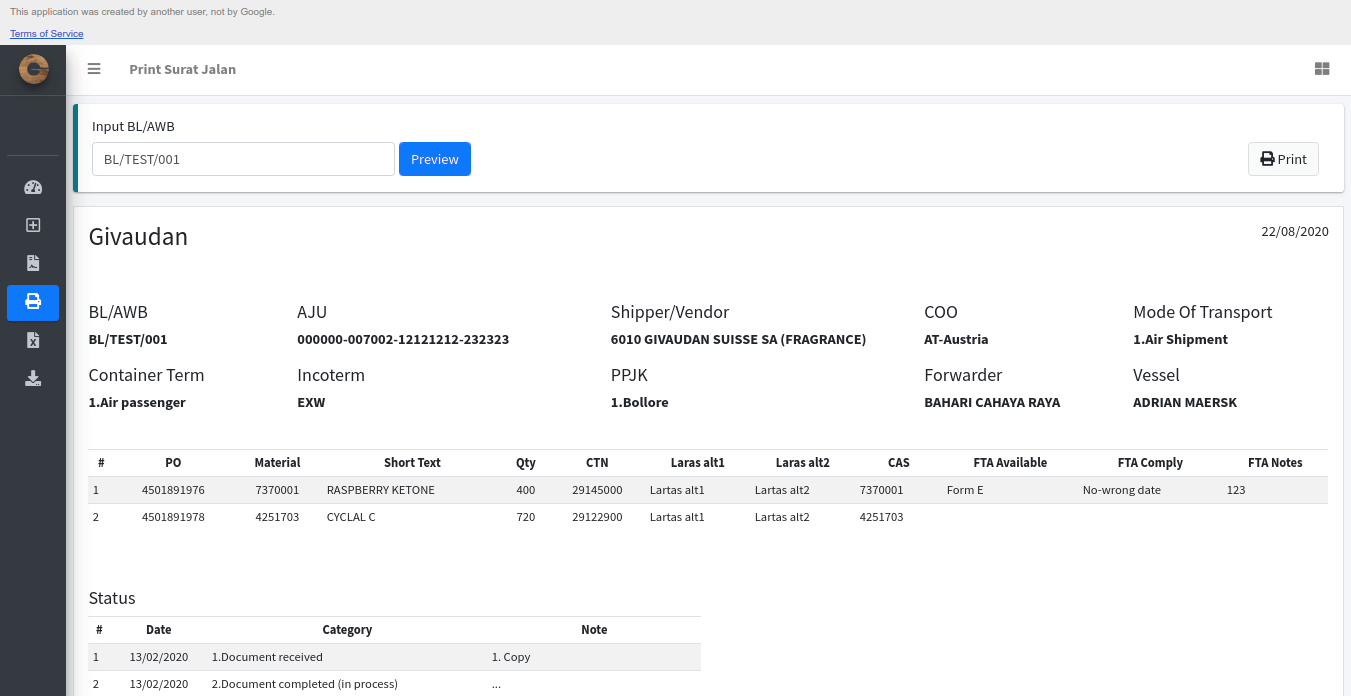 This application was created by another user, not by Google.
Terms of Service
Print Surat Jalan
Input BL/AWB
BL/TEST/001 Preview Print
Givaudan 22/08/2020
BL/AWB AJU Shipper/Vendor COO Mode Of Transport
BL/TEST/001 000000-007002-12121212-232323 6010 GIVAUDAN SUISSE SA (FRAGRANCE) AT-Austria 1.Air Shipment
Container Term Incoterm PPJK Forwarder Vessel
1.Air passenger EXW 1.Bollore BAHARI CAHAYA RAYA ADRIAN MAERSK
# PO Material Short Text Qty CTN Laras alt1 Laras alt2 CAS FTA Available FTA Comply FTA Notes
1 4501891976 7370001 RASPBERRY KETONE 400 29145000 Lartas alt1 Lartas alt2 7370001 Form E No-wrong date 123
2 4501891978 4251703 CYCLAL C 720 29122900 Lartas alt1 Lartas alt2 4251703
Status
# Date Category Note
1 13/02/2020 1.Document received 1. Copy
2 13/02/2020 2.Document completed (in process) ...